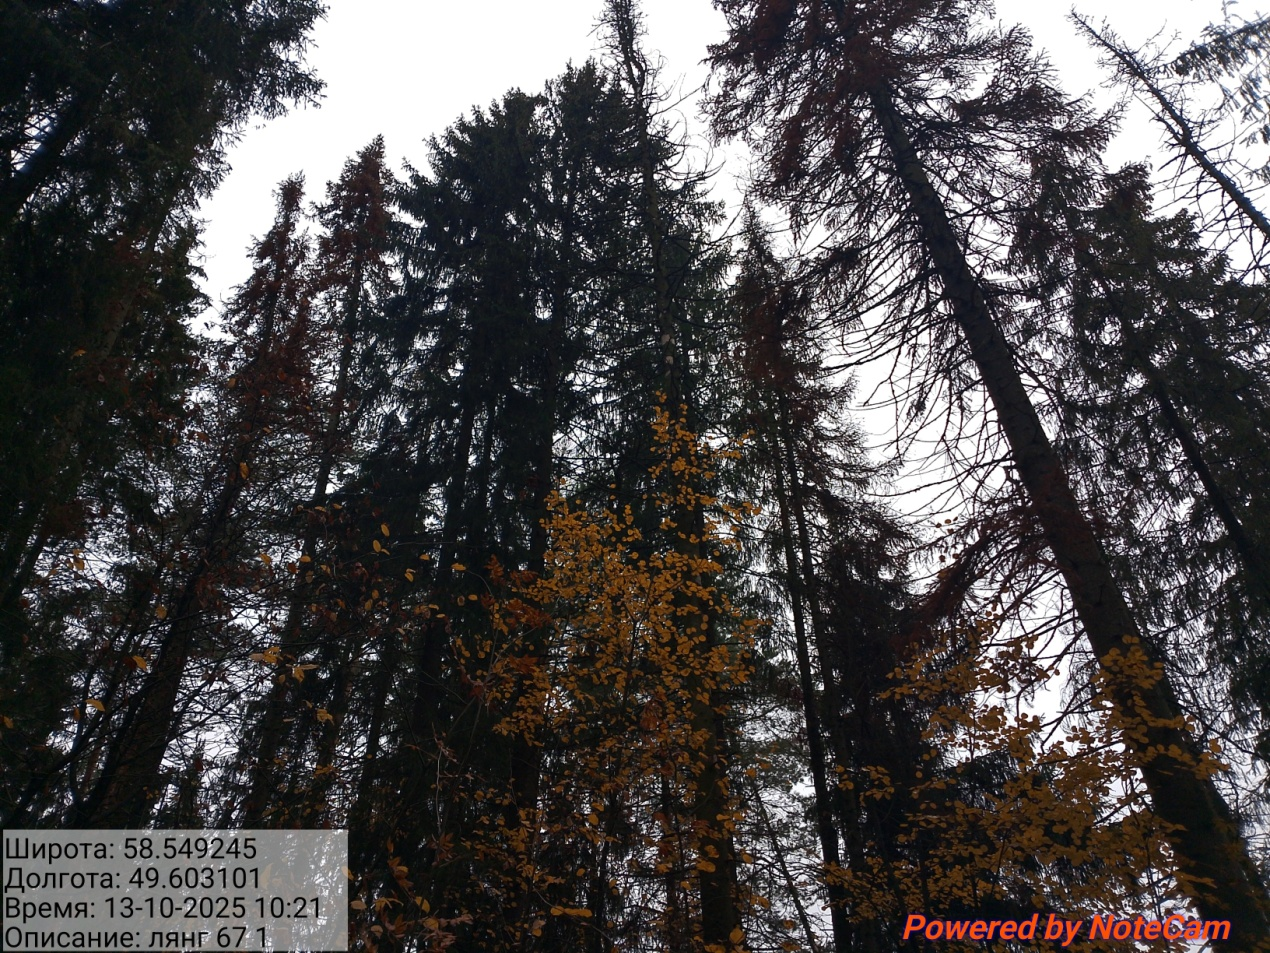 Широта: 58.549245
Долгота: 49.603101
Время: 13-10-2025 10:21
Описание: лянг 67 1
Powered by NoteCam